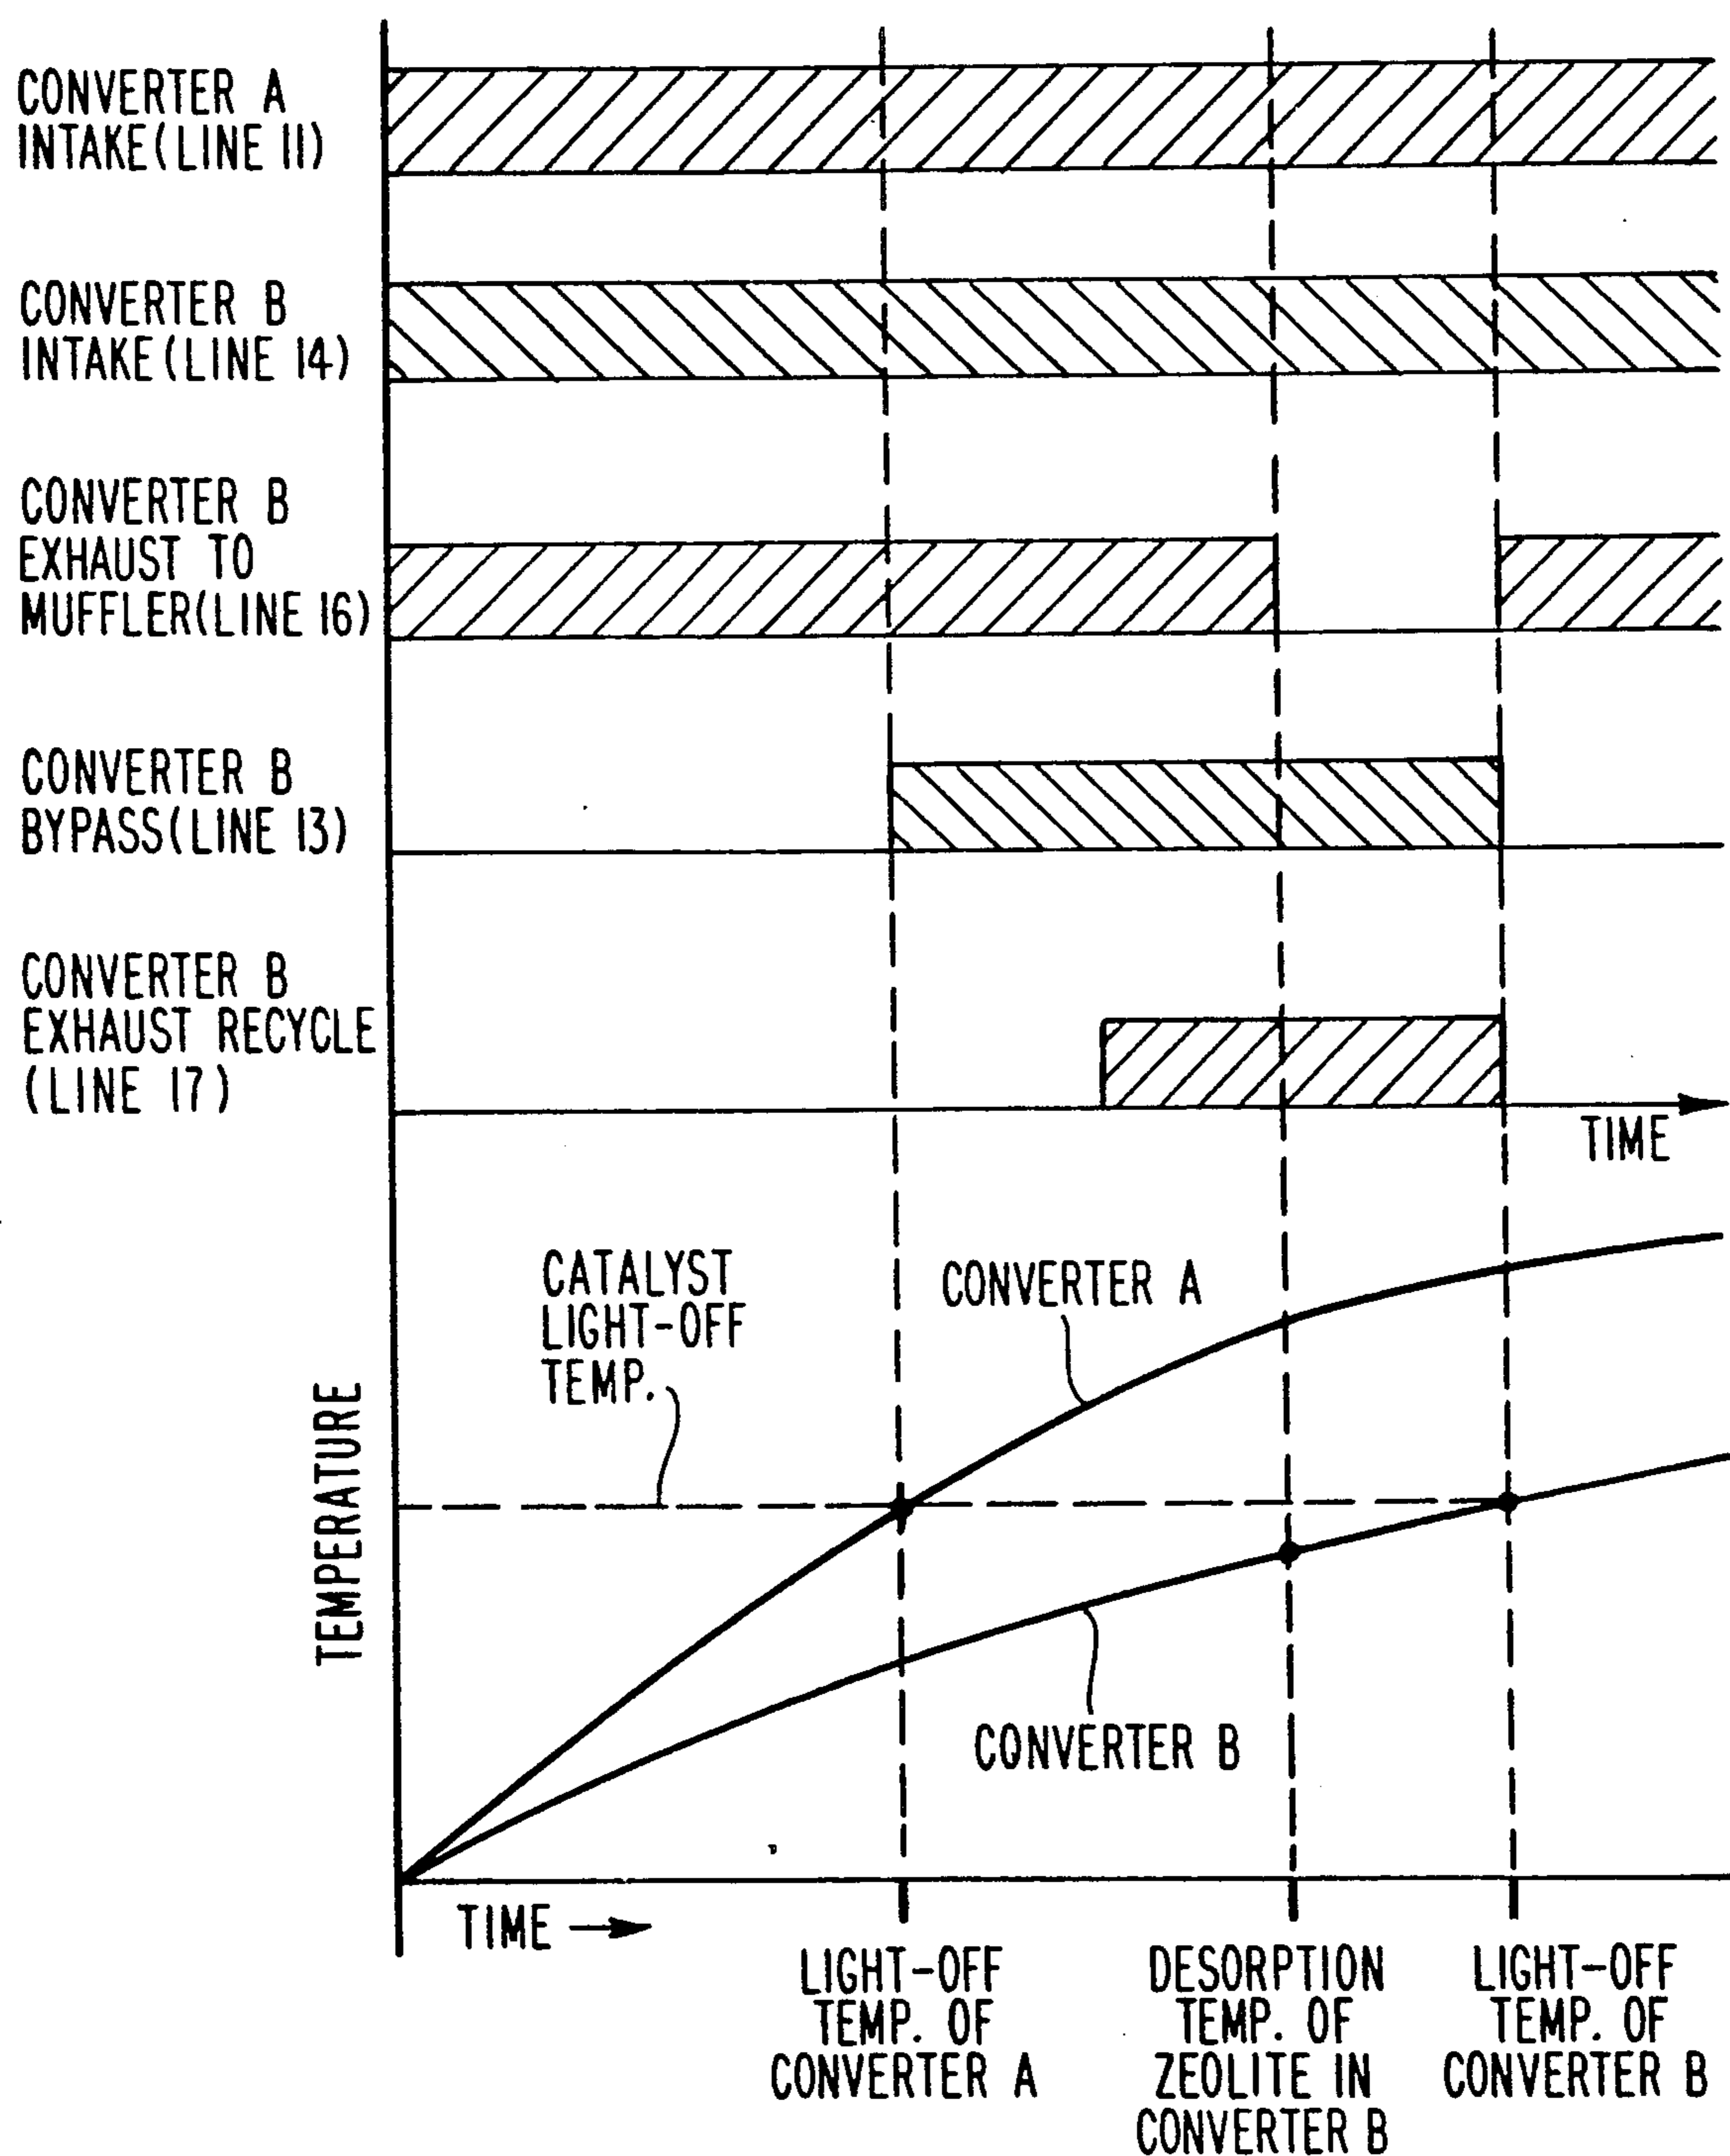 CONVERTER A
INTAKE(LINE 11)
CONVERTER B
INTAKE(LINE 14)
CONVERTER B
EXHAUST TO
MUFFLER(LINE 16)
CONVERTER B
BYPASS(LINE 13)
CONVERTER B
EXHAUST RECYCLE
(LINE 17)
TIME
CATALYST
LIGHT-OFF
TEMP.
CONVERTER A
TEMPERATURE
CONVERTER B
TIME
LIGHT-OFF
TEMP. OF
CONVERTER A
DESORPTION
TEMP. OF
ZEOLITE IN
CONVERTER B
LIGHT-OFF
TEMP. OF
CONVERTER B